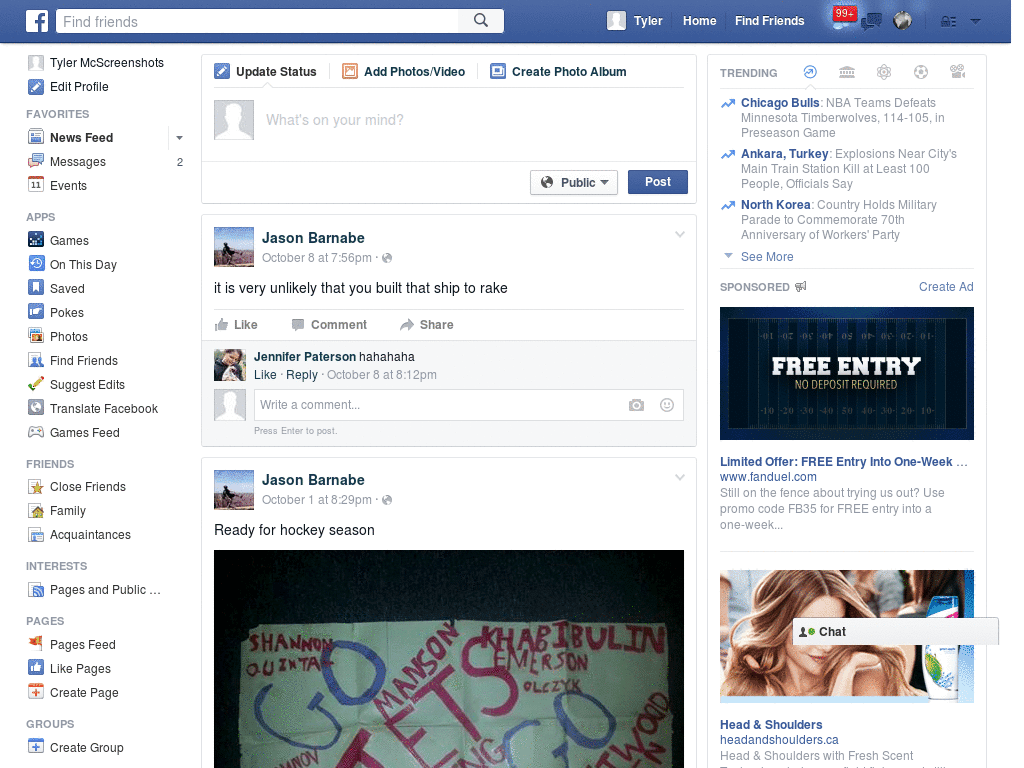 f
Find friends
Tyler
Home
Find Friends
99+
Tyler McScreenshots
Edit Profile
FAVORITES
News Feed
Messages
2
11
Events
APPS
Games
On This Day
Saved
Pokes
Photos
Find Friends
Suggest Edits
Translate Facebook
Games Feed
FRIENDS
Close Friends
Family
Acquaintances
INTERESTS
Pages and Public ...
PAGES
Pages Feed
Like Pages
Create Page
GROUPS
Create Group
Update Status
Add Photos/Video
Create Photo Album
What's on your mind?
Public
Post
Jason Barnabe
October 8 at 7:56pm ·
it is very unlikely that you built that ship to rake
Like
Comment
Share
Jennifer Paterson hahahaha
Like · Reply · October 8 at 8:12pm
Write a comment...
Press Enter to post.
Jason Barnabe
October 1 at 8:29pm ·
Ready for hockey season
SHANNON
QUINTAL
GO
MANSON
KHABIBULIN
EMERSON
OLCZYK
JETS
GO
TRENDING
Chicago Bulls: NBA Teams Defeats
Minnesota Timberwolves, 114-105, in
Preseason Game
Ankara, Turkey: Explosions Near City's
Main Train Station Kill at Least 100
People, Officials Say
North Korea: Country Holds Military
Parade to Commemorate 70th
Anniversary of Workers' Party
See More
SPONSORED
Create Ad
FREE ENTRY
NO DEPOSIT REQUIRED
-10 20 30 40 50 40- 30- 20- 10-
Limited Offer: FREE Entry Into One-Week ...
www.fanduel.com
Still on the fence about trying us out? Use
promo code FB35 for FREE entry into a
one-week...
Chat
Head & Shoulders
headandshoulders.ca
Head & Shoulders with Fresh Scent